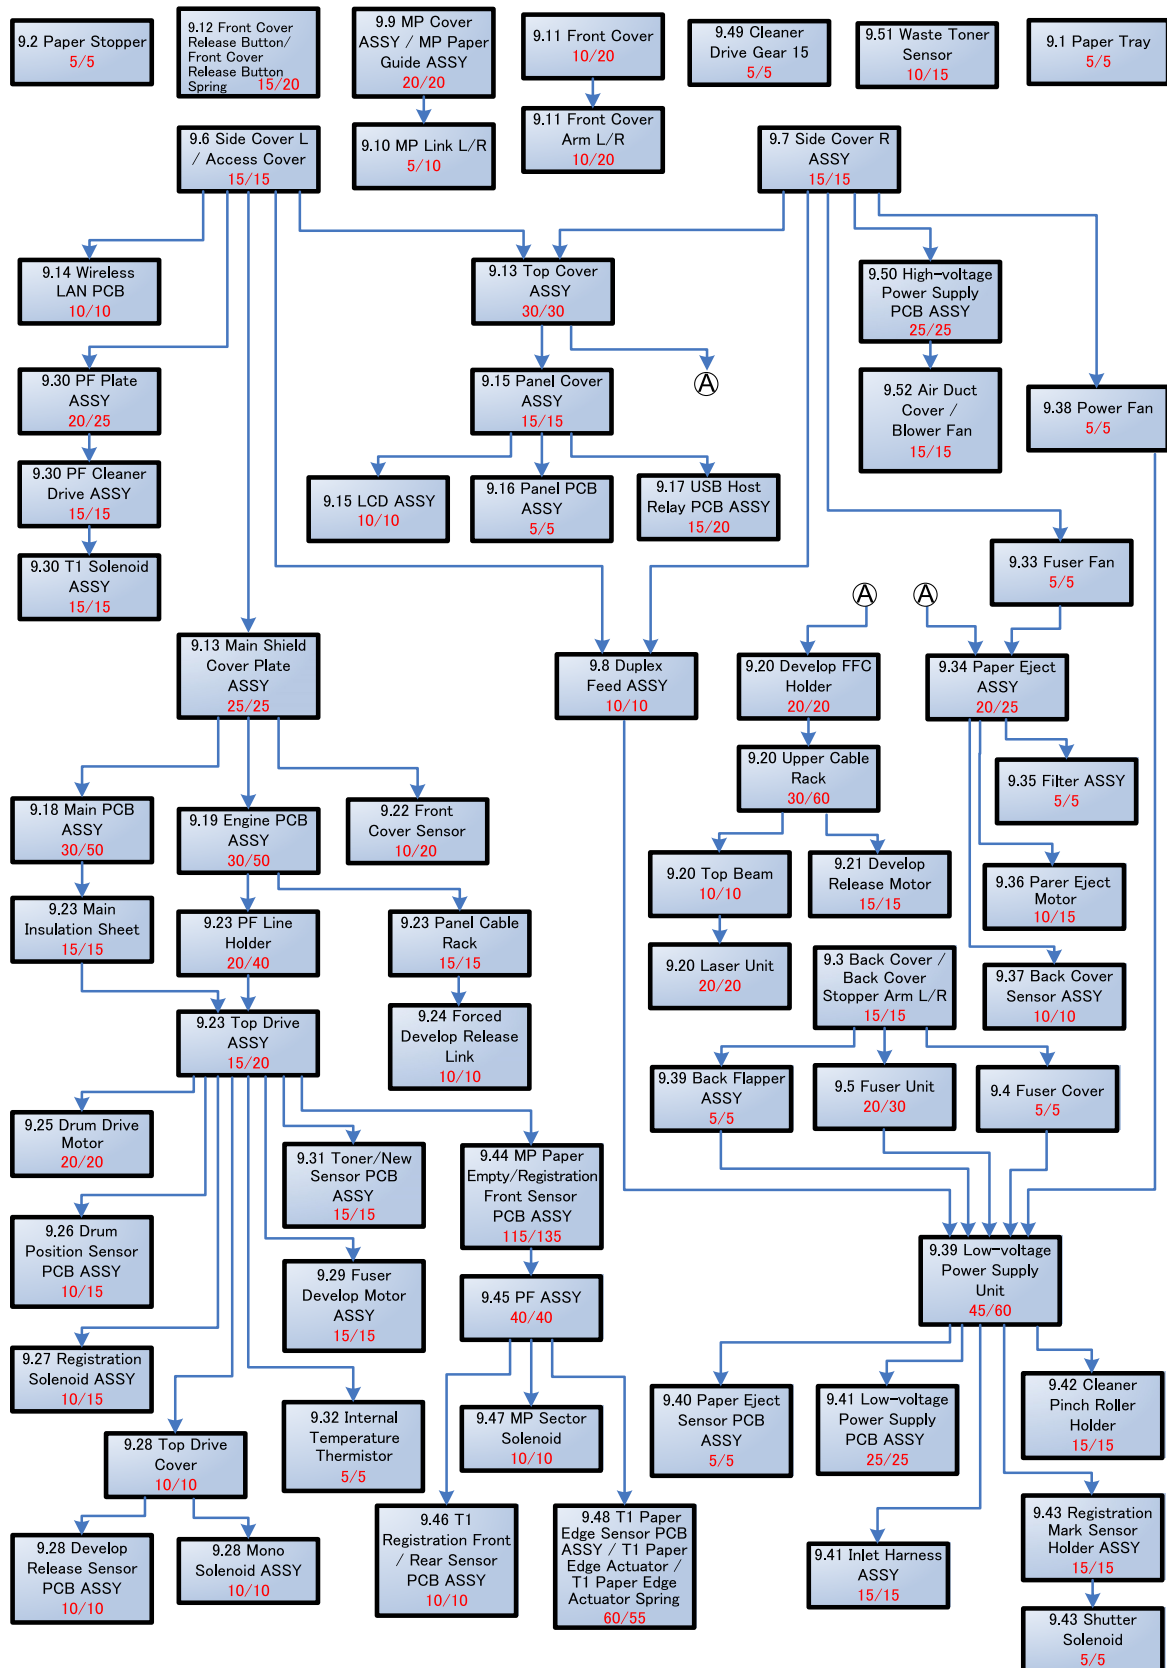 9.2 Paper Stopper
5/5
9.12 Front Cover
Release Button/
Front Cover
Release Button
Spring
15/20
9.9 MP Cover
ASSY / MP Paper
Guide ASSY
20/20
9.11 Front Cover
10/20
9.49 Cleaner
Drive Gear 15
5/5
9.51 Waste Toner
Sensor
10/15
9.1 Paper Tray
5/5
9.6 Side Cover L
/ Access Cover
15/15
9.10 MP Link L/R
5/10
9.11 Front Cover
Arm L/R
10/20
9.7 Side Cover R
ASSY
15/15
9.14 Wireless
LAN PCB
10/10
9.13 Top Cover
ASSY
30/30
9.50 High-voltage
Power Supply
PCB ASSY
25/25
9.30 PF Plate
ASSY
20/25
9.15 Panel Cover
ASSY
15/15
A
9.52 Air Duct
Cover /
Blower Fan
15/15
9.38 Power Fan
5/5
9.30 PF Cleaner
Drive ASSY
15/15
9.15 LCD ASSY
10/10
9.16 Panel PCB
ASSY
5/5
9.17 USB Host
Relay PCB ASSY
15/20
9.30 T1 Solenoid
ASSY
15/15
9.33 Fuser Fan
5/5
A
A
9.13 Main Shield
Cover Plate
ASSY
25/25
9.8 Duplex
Feed ASSY
10/10
9.20 Develop FFC
Holder
20/20
9.34 Paper Eject
ASSY
20/25
9.20 Upper Cable
Rack
30/60
9.35 Filter ASSY
5/5
9.18 Main PCB
ASSY
30/50
9.19 Engine PCB
ASSY
30/50
9.22 Front
Cover Sensor
10/20
9.20 Top Beam
10/10
9.21 Develop
Release Motor
15/15
9.36 Parer Eject
Motor
10/15
9.23 Main
Insulation Sheet
15/15
9.23 PF Line
Holder
20/40
9.23 Panel Cable
Rack
15/15
9.20 Laser Unit
20/20
9.3 Back Cover /
Back Cover
Stopper Arm L/R
15/15
9.37 Back Cover
Sensor ASSY
10/10
9.23 Top Drive
ASSY
15/20
9.24 Forced
Develop Release
Link
10/10
9.39 Back Flapper
ASSY
5/5
9.5 Fuser Unit
20/30
9.4 Fuser Cover
5/5
9.25 Drum Drive
Motor
20/20
9.31 Toner/New
Sensor PCB
ASSY
15/15
9.44 MP Paper
Empty/Registration
Front Sensor
PCB ASSY
115/135
9.26 Drum
Position Sensor
PCB ASSY
10/15
9.29 Fuser
Develop Motor
ASSY
15/15
9.45 PF ASSY
40/40
9.39 Low-voltage
Power Supply
Unit
45/60
9.27 Registration
Solenoid ASSY
10/15
9.32 Internal
Temperature
Thermistor
5/5
9.47 MP Sector
Solenoid
10/10
9.40 Paper Eject
Sensor PCB
ASSY
5/5
9.41 Low-voltage
Power Supply
PCB ASSY
25/25
9.42 Cleaner
Pinch Roller
Holder
15/15
9.28 Top Drive
Cover
10/10
9.28 Develop
Release Sensor
PCB ASSY
10/10
9.28 Mono
Solenoid ASSY
10/10
9.46 T1
Registration Front
/ Rear Sensor
PCB ASSY
10/10
9.48 T1 Paper
Edge Sensor PCB
ASSY / T1 Paper
Edge Actuator /
T1 Paper Edge
Actuator Spring
60/55
9.41 Inlet Harness
ASSY
15/15
9.43 Registration
Mark Sensor
Holder ASSY
15/15
9.43 Shutter
Solenoid
5/5